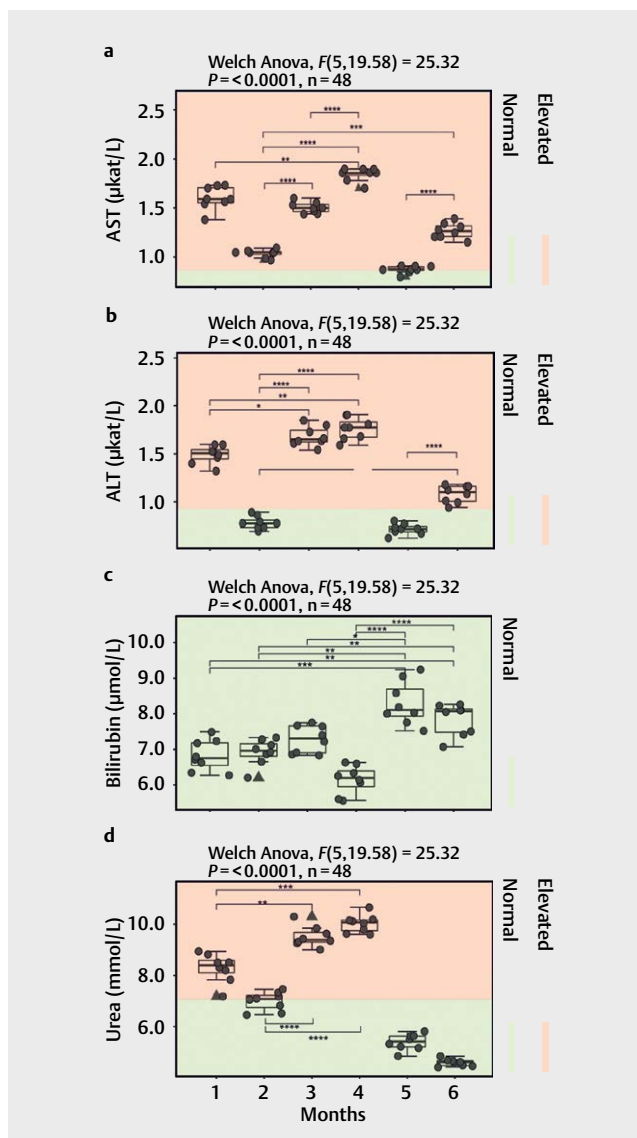 a
Welch Anova, F(5,19.58) = 25.32
P = < 0.0001, n = 48
Normal
Elevated
AST (µkat/L)
2.5
2.0
1.5
1.0
****
***
****
**
****
****
b
Welch Anova, F(5,19.58) = 25.32
P = < 0.0001, n = 48
Normal
Elevated
ALT (µkat/L)
2.5
2.0
1.5
1.0
****
****
**
*
****
c
Welch Anova, F(5,19.58) = 25.32
P = < 0.0001, n = 48
Normal
Bilirubin (µmol/L)
10.0
9.0
8.0
7.0
6.0
****
****
*
**
**
**
***
d
Welch Anova, F(5,19.58) = 25.32
P = < 0.0001, n = 48
Normal
Elevated
Urea (mmol/L)
10.0
8.0
6.0
***
**
****
****
1 2 3 4 5 6
Months